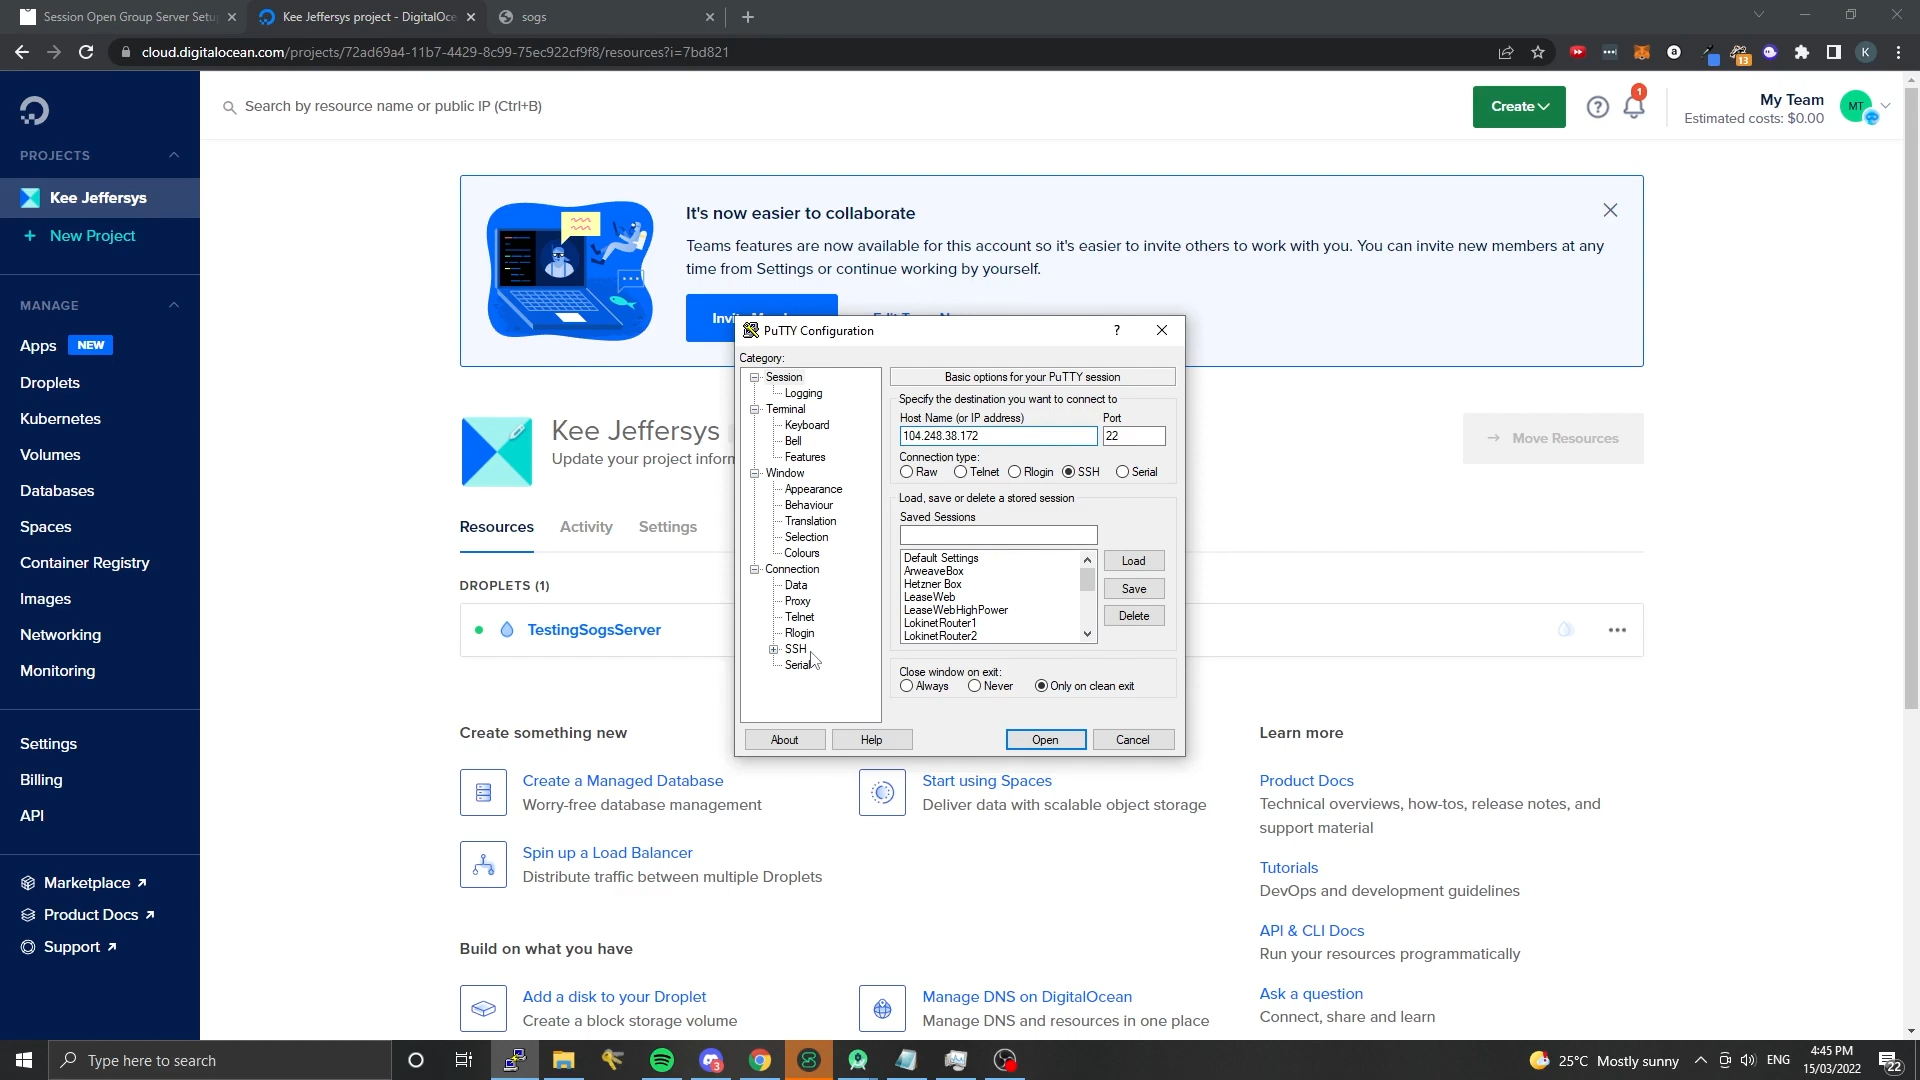 Session Open Group Server Setu
Kee Jeffersys project - DigitalOce
sogs
cloud.digitalocean.com/projects/72ad69a4-11b7-4429-8c99-75ec922cf9f8/resources?i=7bd821
13
K
Search by resource name or public IP (Ctrl+B)
Create
?
1
My Team
Estimated costs: $0.00
MT
PROJECTS
Kee Jeffersys
+ New Project
MANAGE
Apps NEW
Droplets
Kubernetes
Volumes
Databases
Spaces
Container Registry
Images
Networking
Monitoring
Settings
Billing
API
Marketplace
Product Docs
Support
It's now easier to collaborate
Teams features are now available for this account so it's easier to invite others to work with you. You can invite new members at any
time from Settings or continue working by yourself.
Kee Jeffersys
Update your project inform
Move Resources
Resources
Activity
Settings
DROPLETS (1)
TestingSogsServer
PuTTY Configuration
?
Category:
Session
Logging
Terminal
Keyboard
Bell
Features
Window
Appearance
Behaviour
Translation
Selection
Colours
Connection
Data
Proxy
Telnet
Rlogin
SSH
Serial
Basic options for your PuTTY session
Specify the destination you want to connect to
Host Name (or IP address)
Port
104.248.38.172
22
Connection type:
Raw
Telnet
Rlogin
SSH
Serial
Load, save or delete a stored session
Saved Sessions
Default Settings
ArweaveBox
Hetzner Box
LeaseWeb
LeaseWebHighPower
LokinetRouter1
LokinetRouter2
Load
Save
Delete
Close window on exit:
Always
Never
Only on clean exit
About
Help
Open
Cancel
Create something new
Create a Managed Database
Worry-free database management
Start using Spaces
Deliver data with scalable object storage
Spin up a Load Balancer
Distribute traffic between multiple Droplets
Build on what you have
Add a disk to your Droplet
Create a block storage volume
Manage DNS on DigitalOcean
Manage DNS and resources in one place
Learn more
Product Docs
Technical overviews, how-tos, release notes, and
support material
Tutorials
DevOps and development guidelines
API & CLI Docs
Run your resources programmatically
Ask a question
Connect, share and learn
Type here to search
3
25°C Mostly sunny
ENG
4:45 PM
15/03/2022
22